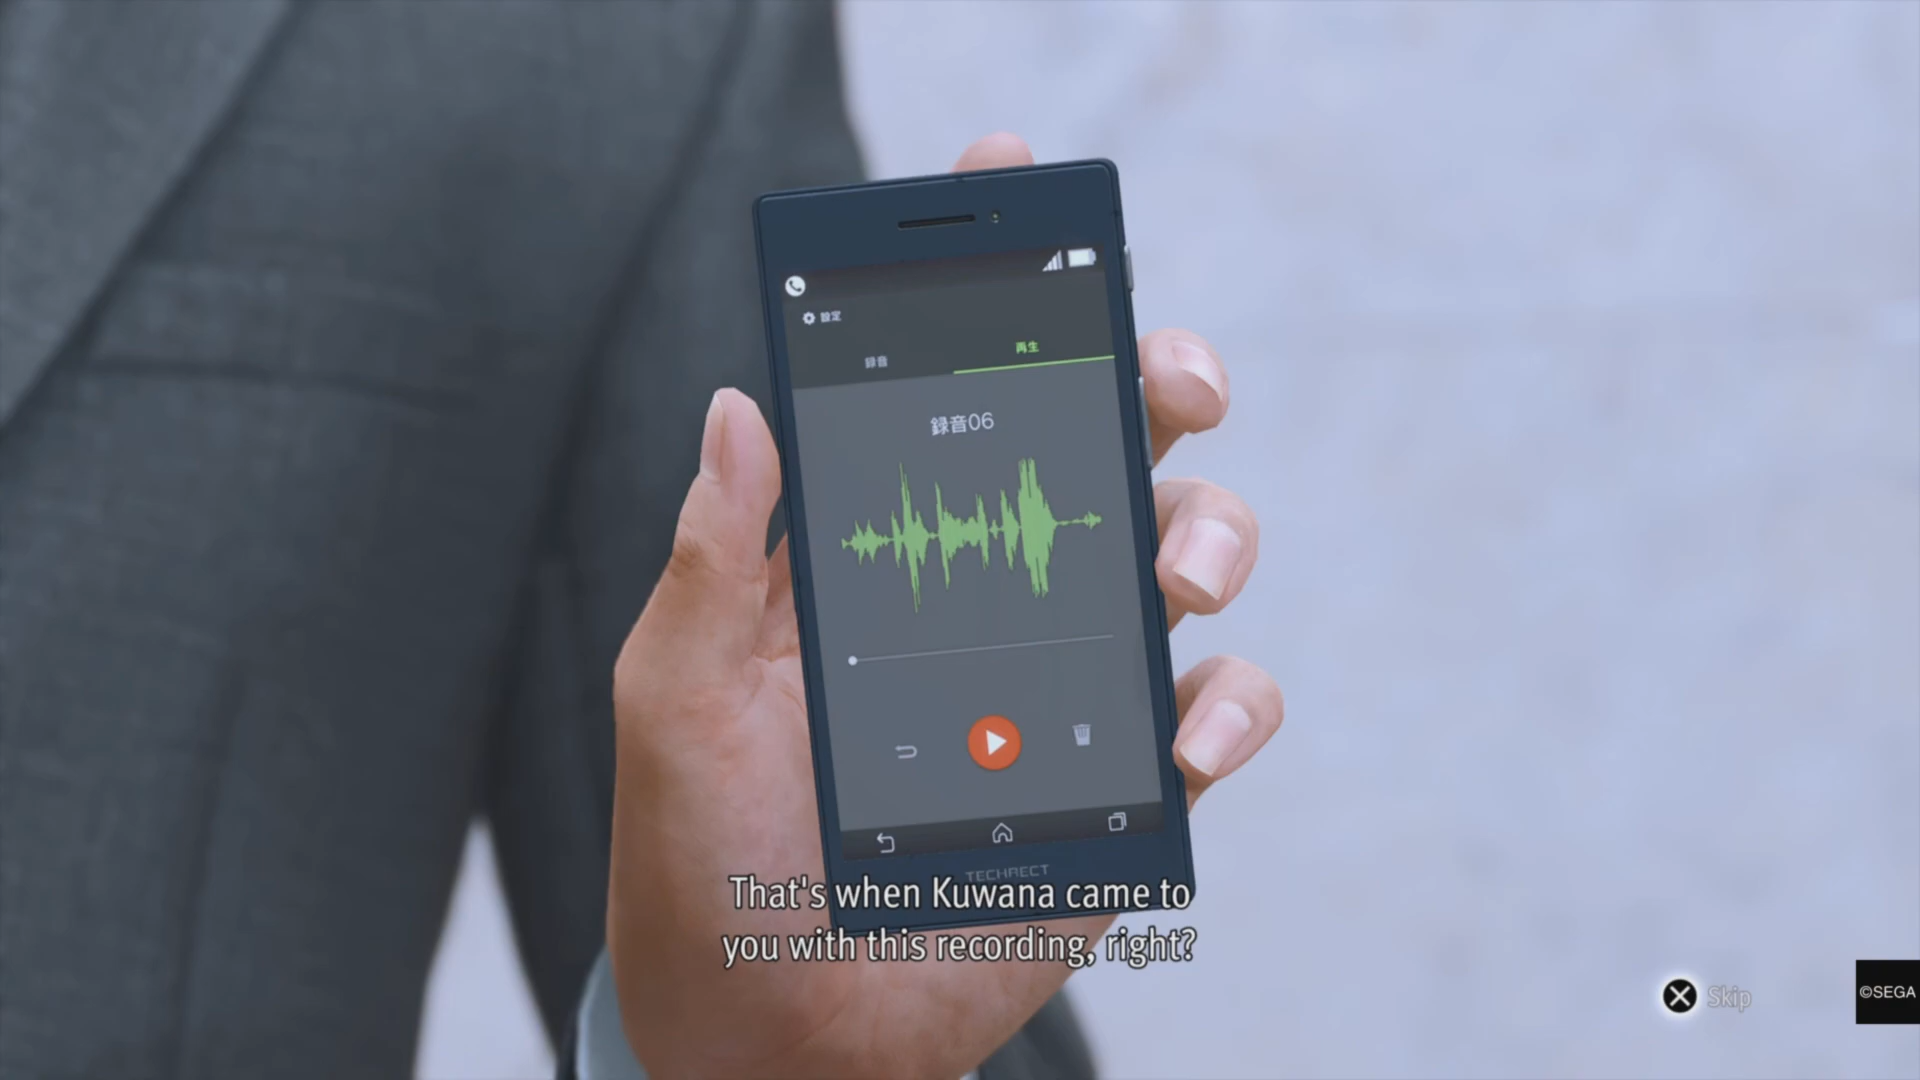 設定
録音
再生
録音06
TECHRECT
That's when Kuwana came to
you with this recording, right?
Skip
©SEGA